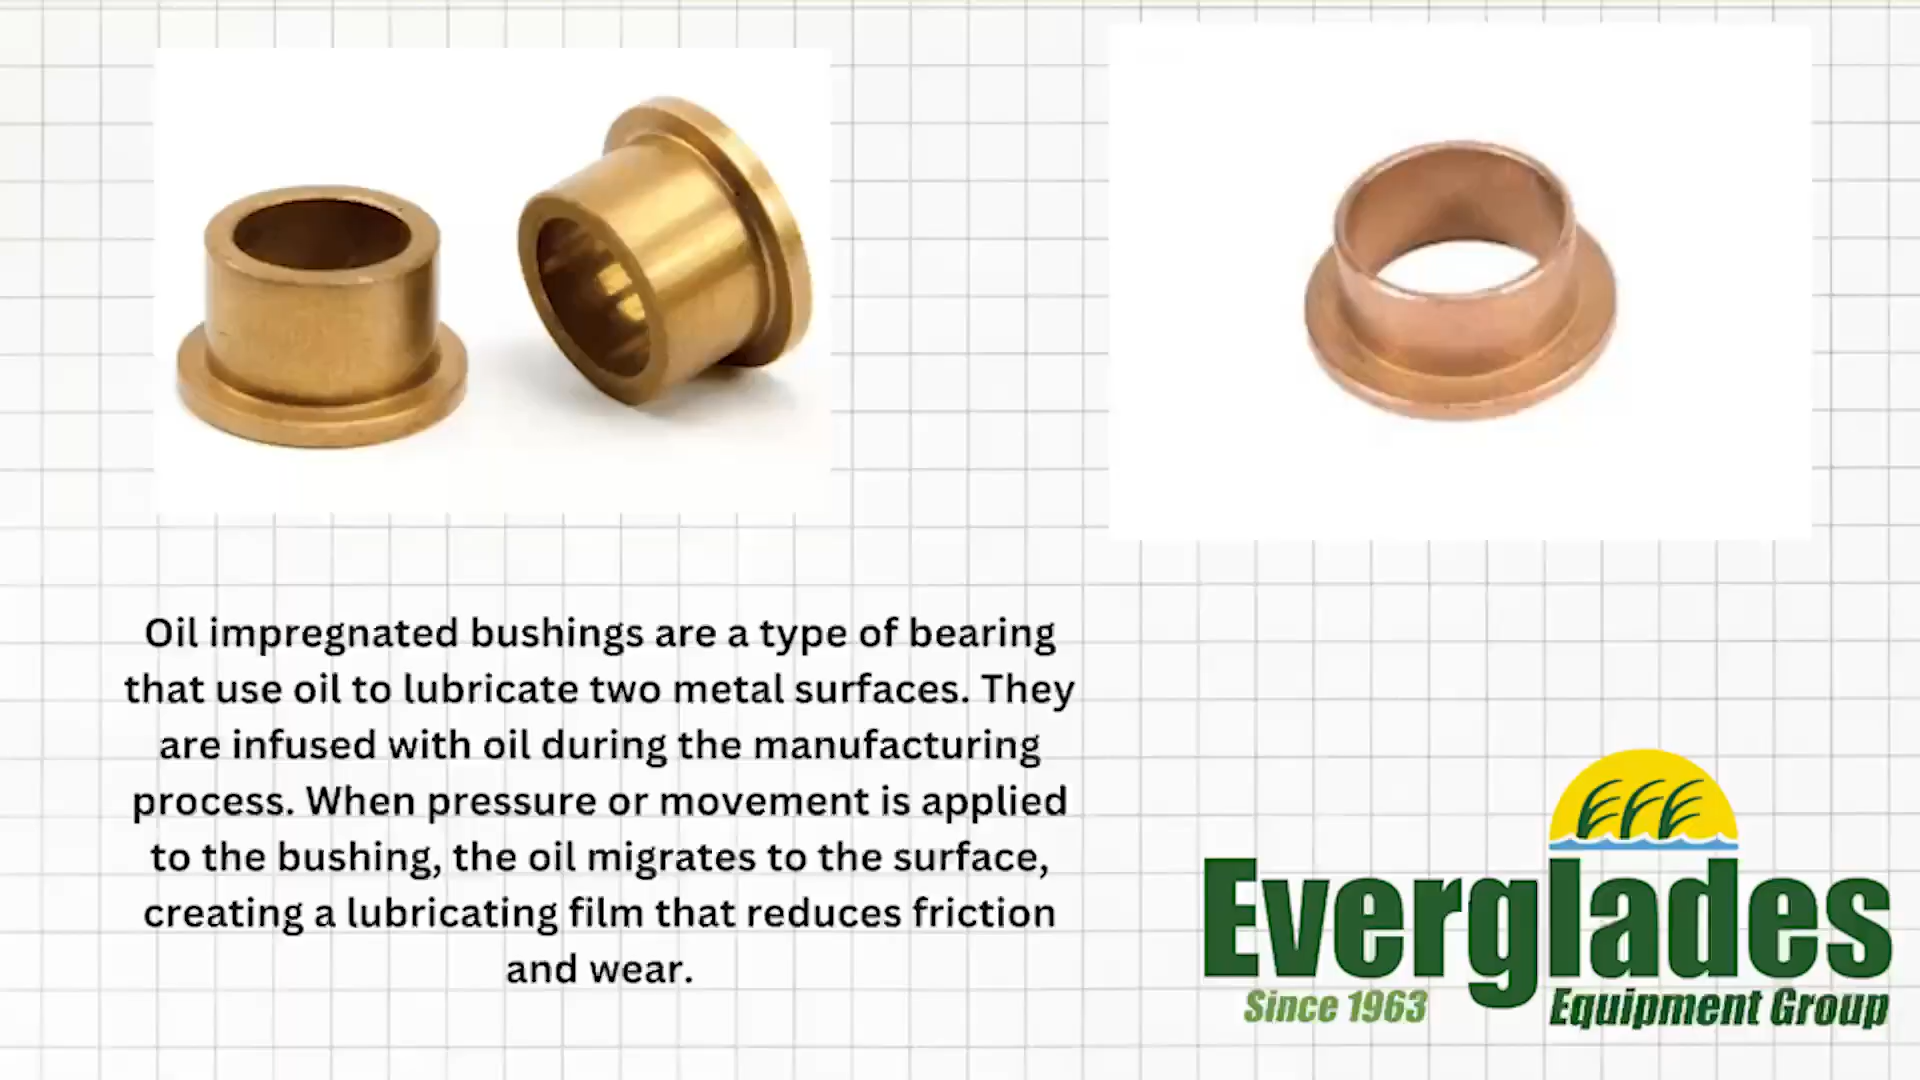 Oil impregnated bushings are a type of bearing
that use oil to lubricate two metal surfaces. They
are infused with oil during the manufacturing
process. When pressure or movement is applied
to the bushing, the oil migrates to the surface,
creating a lubricating film that reduces friction
and wear.
Everglades
Since 1963
Equipment Group